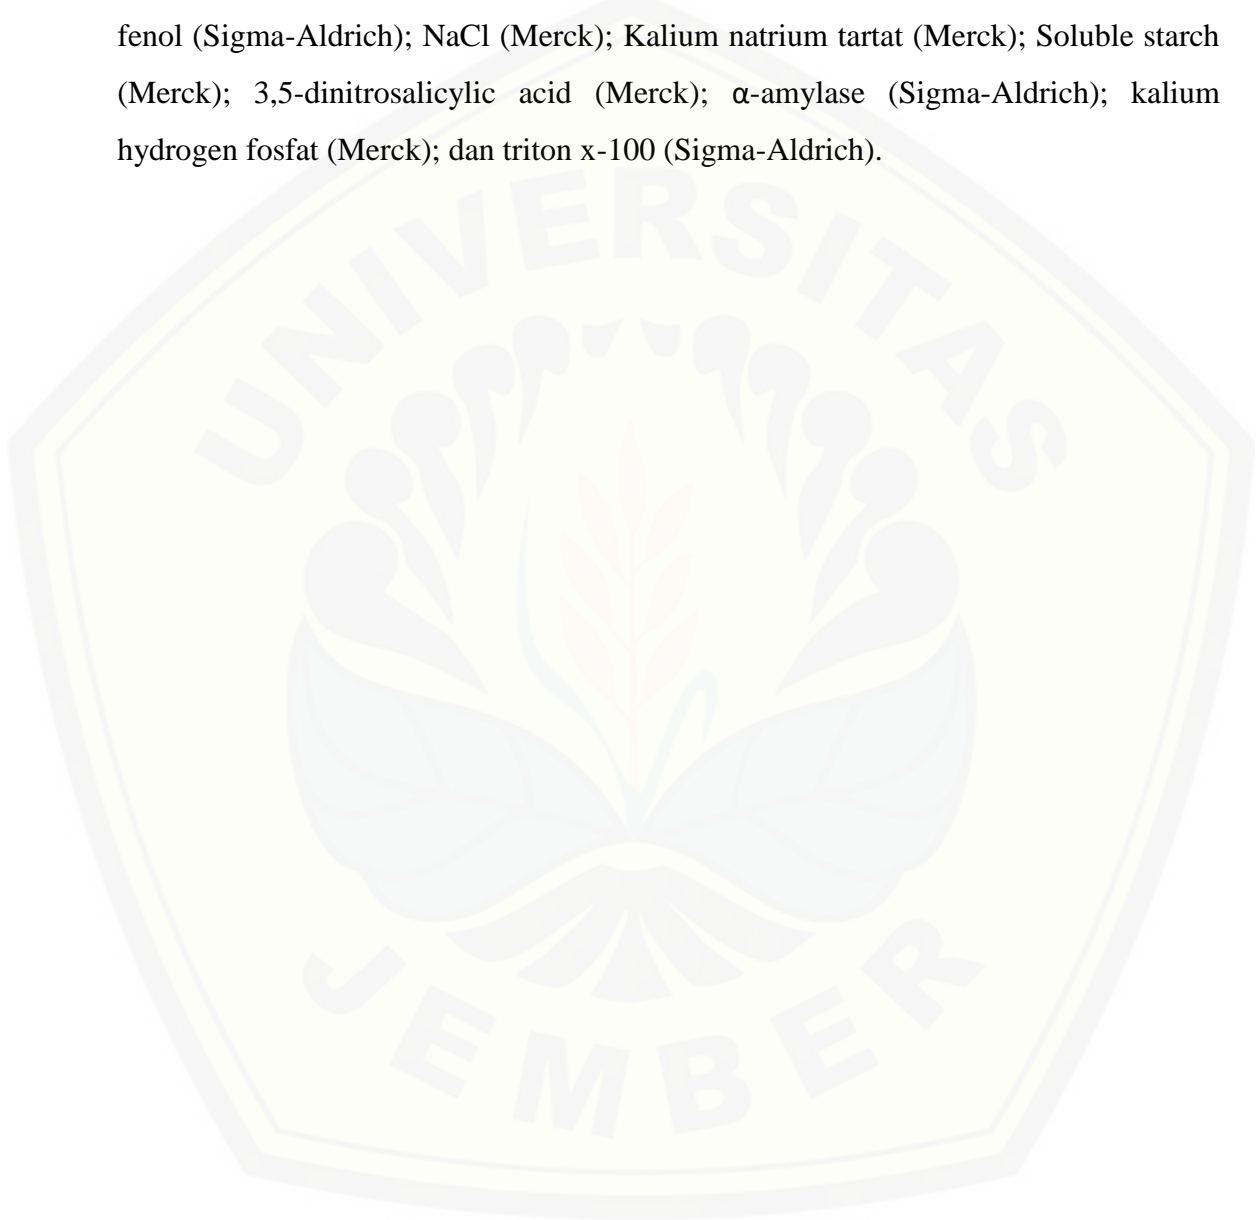 fenol (Sigma-Aldrich); NaCl (Merck); Kalium natrium tartat (Merck); Soluble starch
(Merck); 3,5-dinitrosalicylic acid (Merck); α-amylase (Sigma-Aldrich); kalium
hydrogen fosfat (Merck); dan triton x-100 (Sigma-Aldrich).
UNIVERSITAS
JEMBER